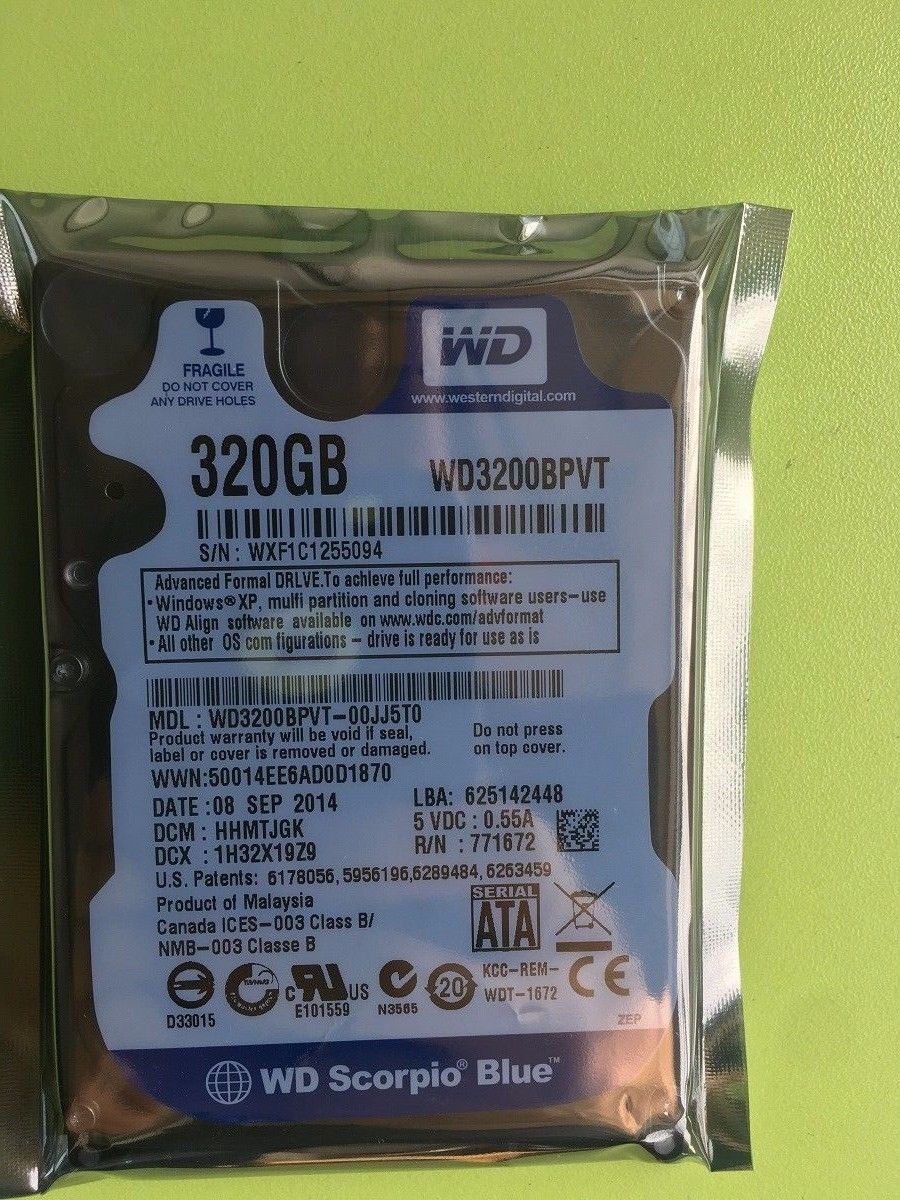 FRAGILE
DO NOT COVER
ANY DRIVE HOLES
WD
www.westerndigital.com
320GB
WD3200BPVT
S/N : WXF1C1255094
Advanced Formal DRLVE.To achieve full performance:
• Windows®XP, mulfi partition and cloning software users-use
WD Align software available on www.wdc.com/advformat
• All other OS com figurations – drive is ready for use as is
MDL : WD3200BPVT-00JJ5T0
Product warranty will be void if seal,
label or cover is removed or damaged.
Do not press
on top cover.
WWN:50014EE6AD0D1870
DATE :08 SEP 2014
LBA: 625142448
DCM : HHMTJGK
5 VDC : 0.55A
DCX : 1H32X19Z9
R/N : 771672
U.S. Patents: 6178056, 5956196,6289484, 6263459
Product of Malaysia
Canada ICES-003 Class B/
NMB-003 Classe B
SERIAL
ATA
D33015
c RU US
E101559
N3565
20
KCC-REM-
WDT-1672
CE
ZEP
WD Scorpio® Blue™